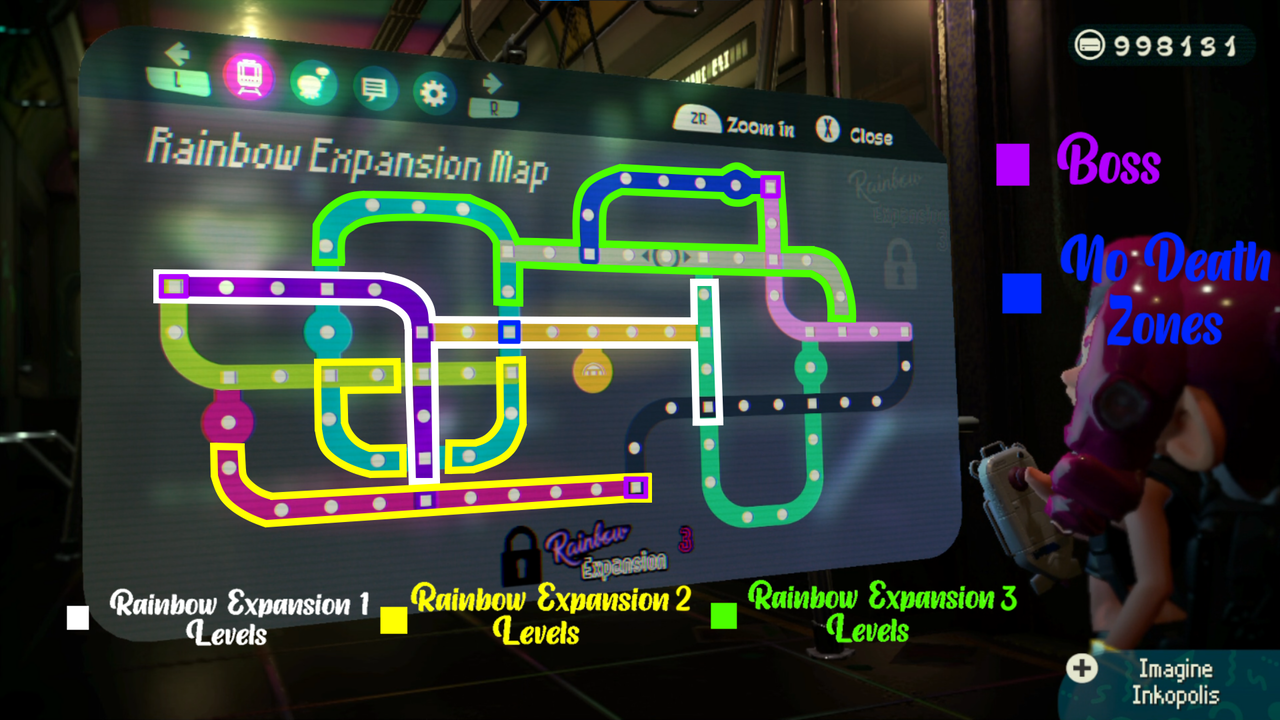 998131
L
R
ZR Zoom In X Close
Rainbow Expansion Map
Rainbow
Boss
No Death
Zones
Rainbow
Expansion 3
Rainbow Expansion 1
Levels
Rainbow Expansion 2
Levels
Rainbow Expansion 3
Levels
Imagine
Inkopolis